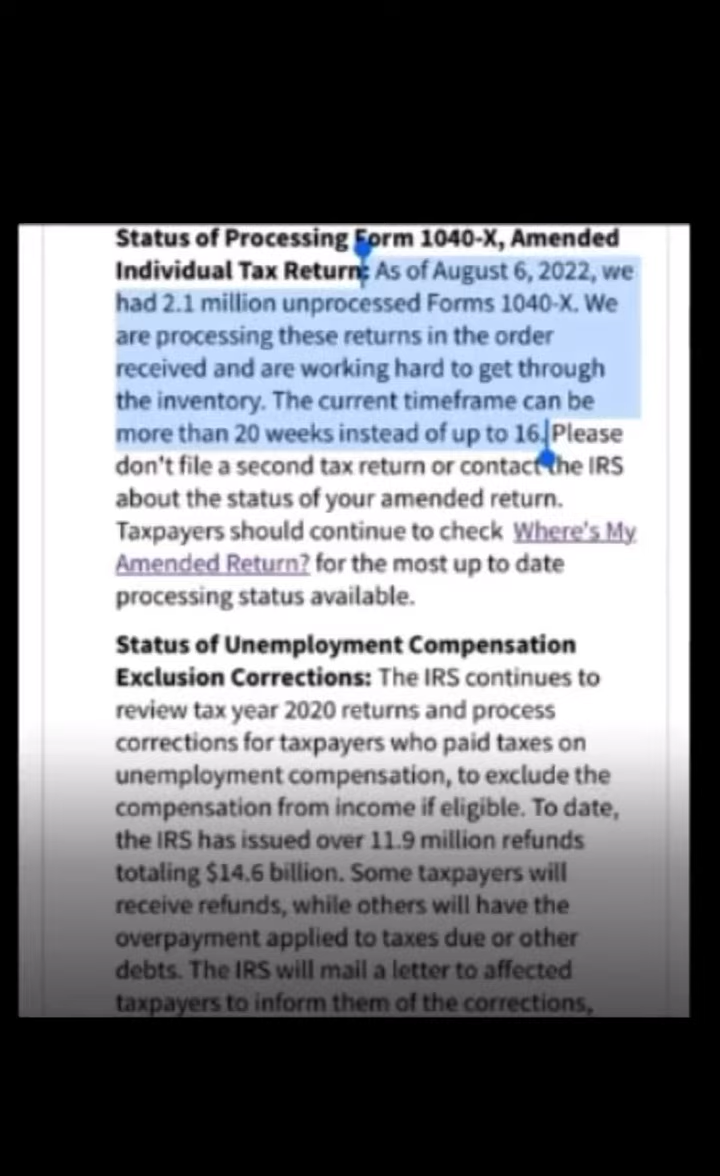 Status of Processing Form 1040-X, Amended
Individual Tax Return: As of August 6, 2022, we
had 2.1 million unprocessed Forms 1040-X. We
are processing these returns in the order
received and are working hard to get through
the inventory. The current timeframe can be
more than 20 weeks instead of up to 16. Please
don't file a second tax return or contact the IRS
about the status of your amended return.
Taxpayers should continue to check Where's My
Amended Return? for the most up to date
processing status available.
Status of Unemployment Compensation
Exclusion Corrections: The IRS continues to
review tax year 2020 returns and process
corrections for taxpayers who paid taxes on
unemployment compensation, to exclude the
compensation from income if eligible. To date,
the IRS has issued over 11.9 million refunds
totaling $14.6 billion. Some taxpayers will
receive refunds, while others will have the
overpayment applied to taxes due or other
debts. The IRS will mail a letter to affected
taxpayers to inform them of the corrections,